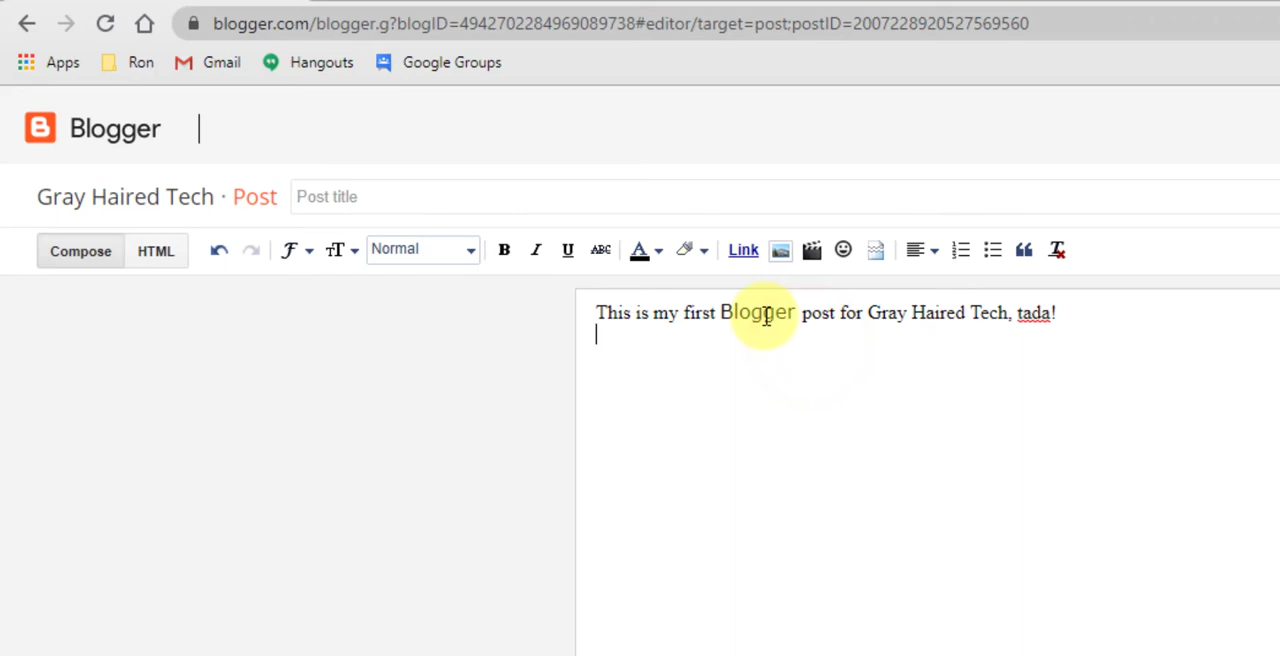 blogger.com/blogger.g?blogID=4942702284969089738#editor/target=post;postID=2007228920527569560
Apps Ron Gmail Hangouts Google Groups
Blogger
Gray Haired Tech · Post Post title
Compose HTML Normal B I U ABC A Link
This is my first Blogger post for Gray Haired Tech, tada!